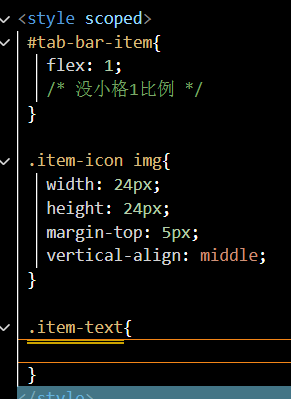 <style scoped>
#tab-bar-item{
flex: 1;
/* 没小格1比例 */
}
.item-icon img{
width: 24px;
height: 24px;
margin-top: 5px;
vertical-align: middle;
}
.item-text{
}
</style>